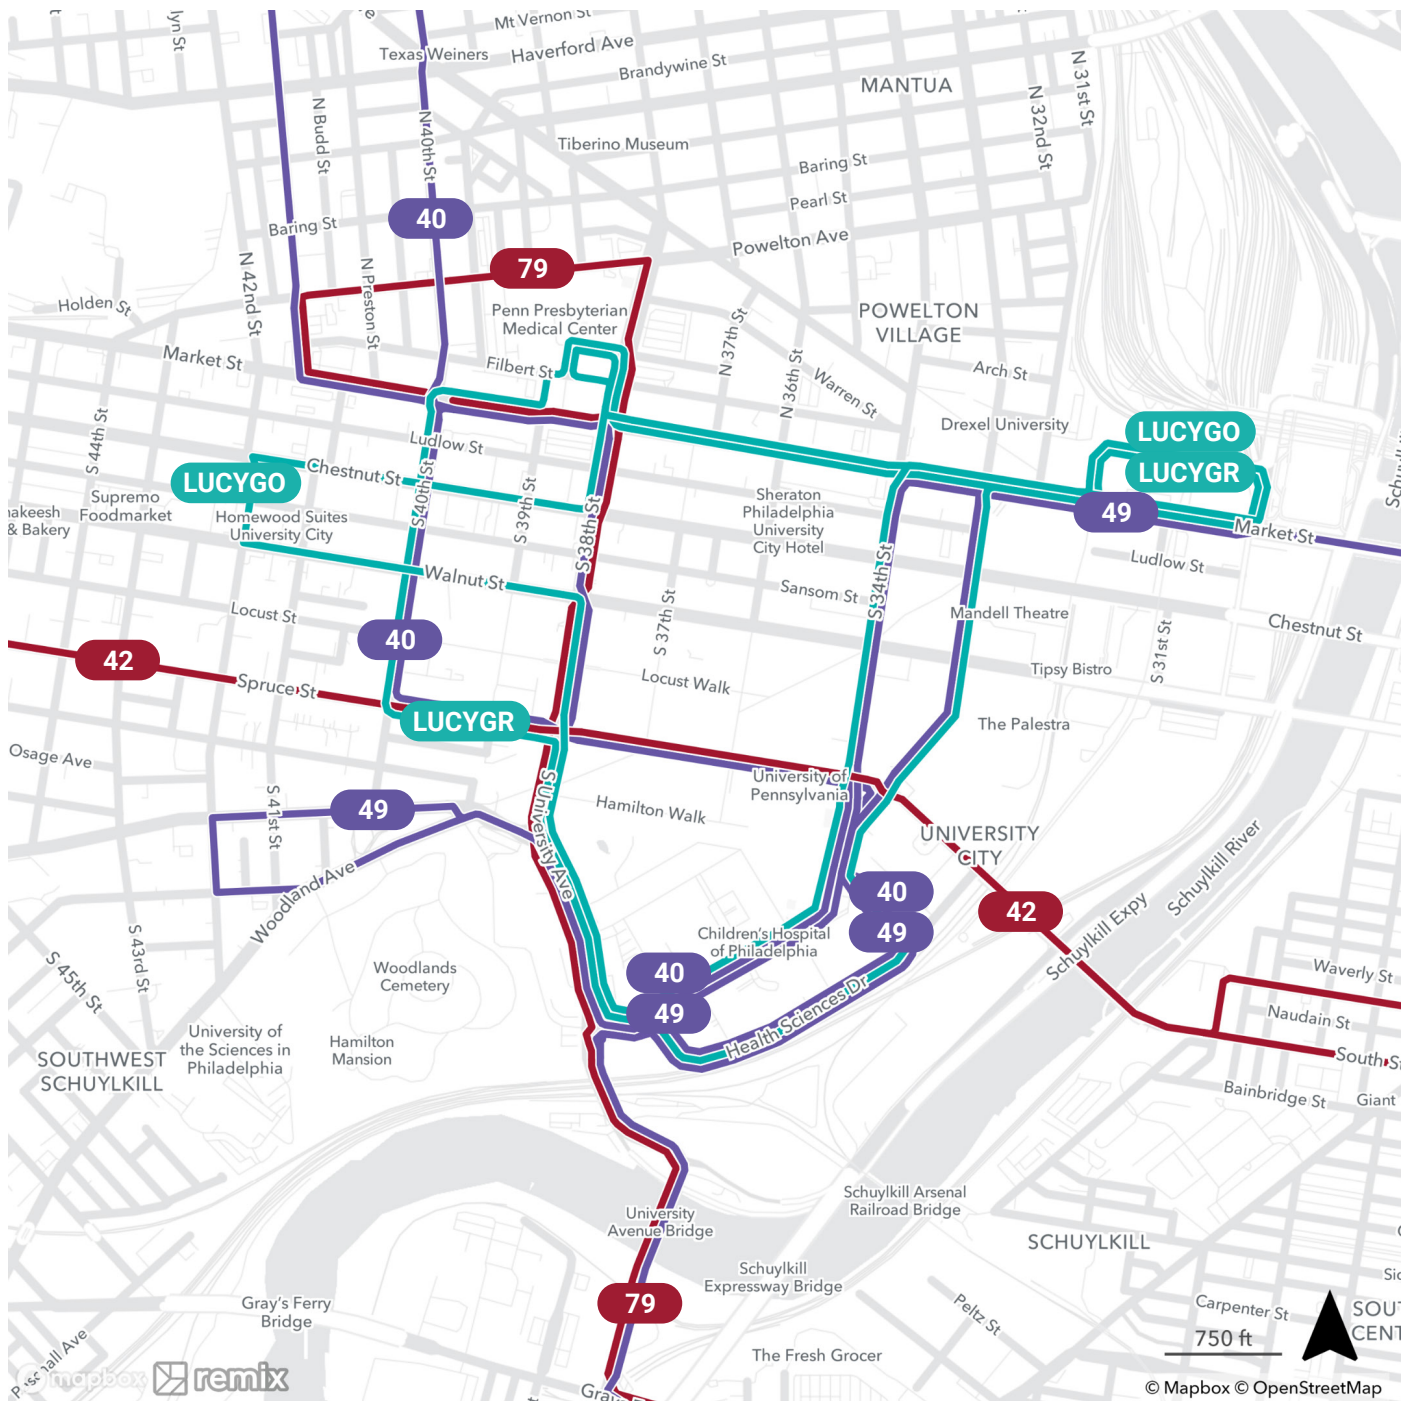 Mt Vernon St
Texas Weiners
Haverford Ave
Brandywine St
MANTUA
N 31st St
N 32nd St
N Budd St
N 40th St
Tiberino Museum
Baring St
Pearl St
Powelton Ave
Baring St
40
79
N 42nd St
N Preston St
Holden St
Penn Presbyterian
Medical Center
POWELTON
VILLAGE
N 37th St
Market St
Filbert St
N 36th St
Warren St
Arch St
Drexel University
LUCYGO
LUCYGR
S 44th St
Ludlow St
Chestnut St
LUCYGO
S 40th St
S 39th St
S 38th St
Supremo
Foodmarket
& Bakery
Homewood Suites
University City
Sheraton
Philadelphia
University
City Hotel
49
Market St
Ludlow St
Walnut St
Sansom St
S 34th St
Locust St
S 37th St
Mandell Theatre
Chestnut St
S 31st St
40
42
Spruce St
Locust Walk
Tipsy Bistro
LUCYGR
The Palestra
Osage Ave
University of
Pennsylvania
S University Ave
49
S 41st St
Hamilton Walk
UNIVERSITY
CITY
Schuylkill River
Woodland Ave
40
42
Schuylkill Expy
49
Children's Hospital
of Philadelphia
S 43rd St
S 45th St
Woodlands
Cemetery
40
49
Health Sciences Dr
Waverly St
Naudain St
South St
University of
the Sciences in
Philadelphia
Hamilton
Mansion
SOUTHWEST
SCHUYLKILL
Bainbridge St
Giant
University
Avenue Bridge
Schuylkill Arsenal
Railroad Bridge
SCHUYLKILL
Schuylkill
Expressway Bridge
79
Gray's Ferry
Bridge
Peltz St
Carpenter St
750 ft
The Fresh Grocer
mapbox
remix
© Mapbox © OpenStreetMap